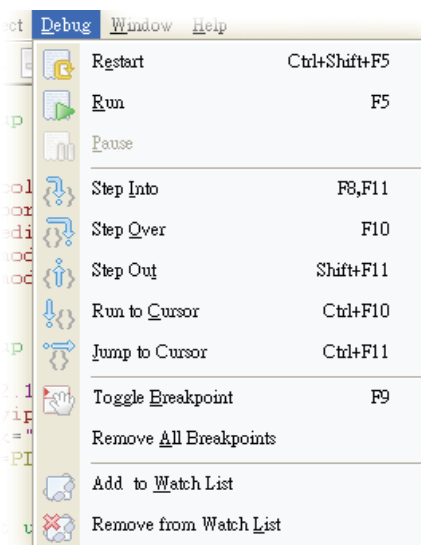 ct Debug Window Help
Restart Ctrl+Shift+F5
Run F5
Pause
Step Into F8,F11
Step Over F10
Step Out Shift+F11
Run to Cursor Ctrl+F10
Jump to Cursor Ctrl+F11
Toggle Breakpoint F9
Remove All Breakpoints
Add to Watch List
Remove from Watch List